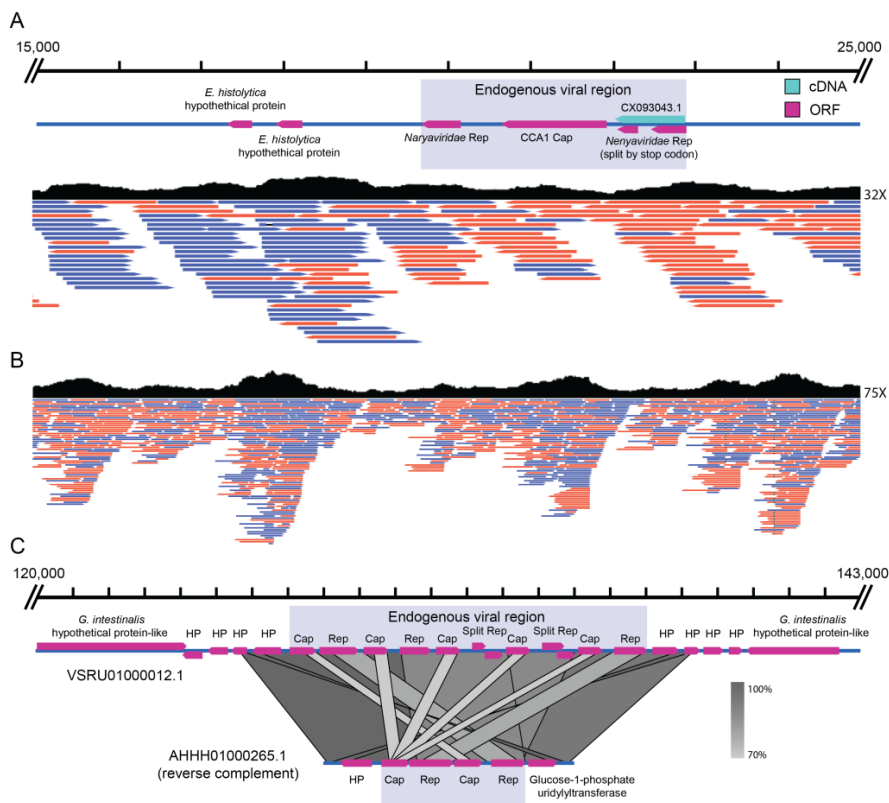 A
15,000
25,000
E. histolytica
hypothethical protein
E. histolytica
hypothethical protein
Endogenous viral region
CX093043.1
cDNA
ORF
Naryaviridae Rep
CCA1 Cap
Nenyaviridae Rep
(split by stop codon)
32X
B
75X
C
120,000
143,000
G. intestinalis
hypothetical protein-like
HP
HP
HP
HP
Endogenous viral region
Cap
Rep
Cap
Rep
Cap
Split Rep
Cap
Split Rep
Cap
Rep
HP
HP
HP
HP
G. intestinalis
hypothetical protein-like
VSRU01000012.1
100%
70%
AHHH01000265.1
(reverse complement)
HP
Cap
Rep
Cap
Rep
Glucose-1-phosphate
uridylyltransferase